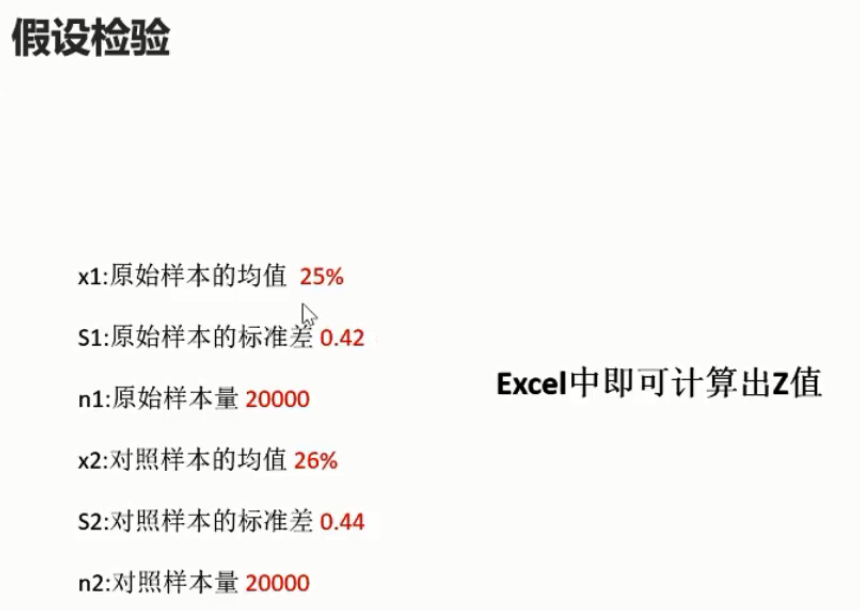 假设检验
x1:原始样本的均值 25%
S1:原始样本的标准差 0.42
Excel中即可计算出Z值
n1:原始样本量 20000
x2:对照样本的均值 26%
S2:对照样本的标准差 0.44
n2:对照样本量 20000